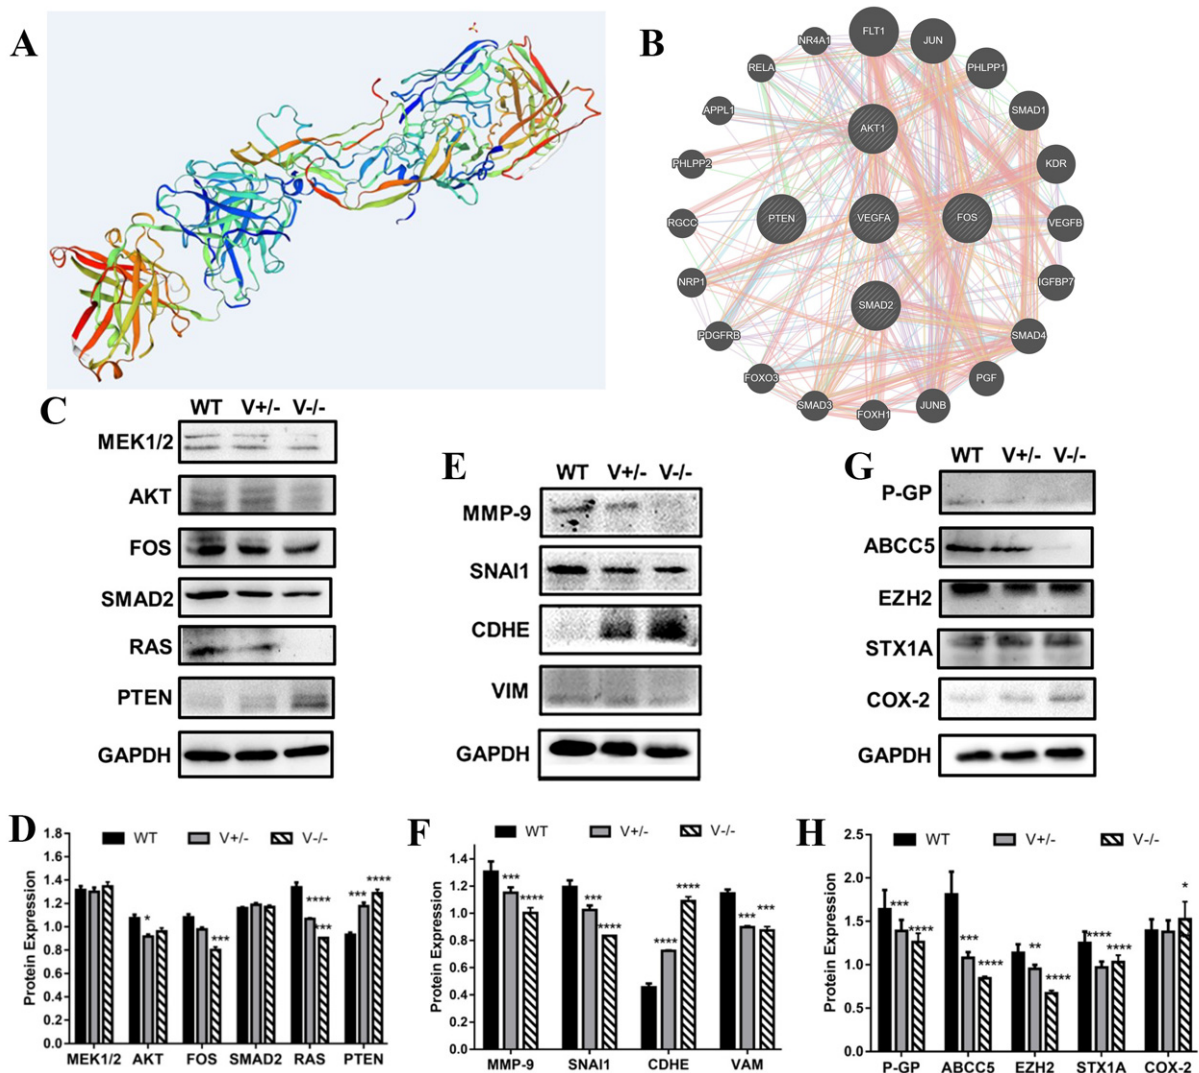 A
B
FLT1
NR4A1
JUN
RELA
PHLPP1
APPL1
SMAD1
AKT1
PHLPP2
KDR
RGCC
PTEN
VEGFA
FOS
VEGFB
NRP1
IGFBP7
SMAD2
PDGFRB
SMAD4
FOXO3
PGF
SMAD3
FOXH1
JUNB
C
WT V+/- V-/-
MEK1/2
AKT
FOS
SMAD2
RAS
PTEN
GAPDH
E
WT V+/- V-/-
MMP-9
SNAI1
CDHE
VIM
GAPDH
G
WT V+/- V-/-
P-GP
ABCC5
EZH2
STX1A
COX-2
GAPDH
D
WT V+/- V-/-
Protein Expression
1.8
1.6
1.4
1.2
1.0
0.8
0.6
0.4
0.2
0.0
* *** **** *** *** ****
MEK1/2 AKT FOS SMAD2 RAS PTEN
F
WT V+/- V-/-
Protein Expression
1.4
1.2
1.0
0.8
0.6
0.4
0.2
0.0
*** **** *** **** **** **** *** ***
MMP-9 SNAI1 CDHE VAM
H
WT V+/- V-/-
Protein Expression
2.5
2.0
1.5
1.0
0.5
0.0
*** **** *** **** ** **** **** **** *
P-GP ABCC5 EZH2 STX1A COX-2